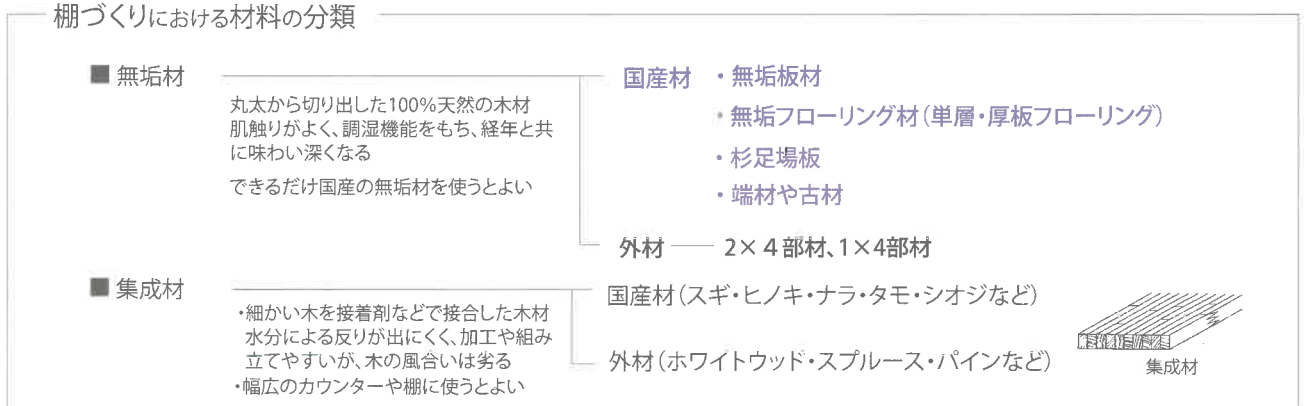 棚づくりにおける材料の分類
■ 無垢材
丸太から切り出した100%天然の木材
肌触りがよく、調湿機能をもち、経年と共
に味わい深くなる
できるだけ国産の無垢材を使うとよい
国産材 ・無垢板材
・無垢フローリング材(単層・厚板フローリング)
・杉足場板
・端材や古材
外材 2×4部材、1×4部材
■ 集成材
・細かい木を接着剤などで接合した木材
水分による反りが出にくく、加工や組み
立てやすいが、木の風合いは劣る
・幅広のカウンターや棚に使うとよい
国産材(スギ・ヒノキ・ナラ・タモ・シオジなど)
外材(ホワイトウッド・スプルース・パインなど)
集成材